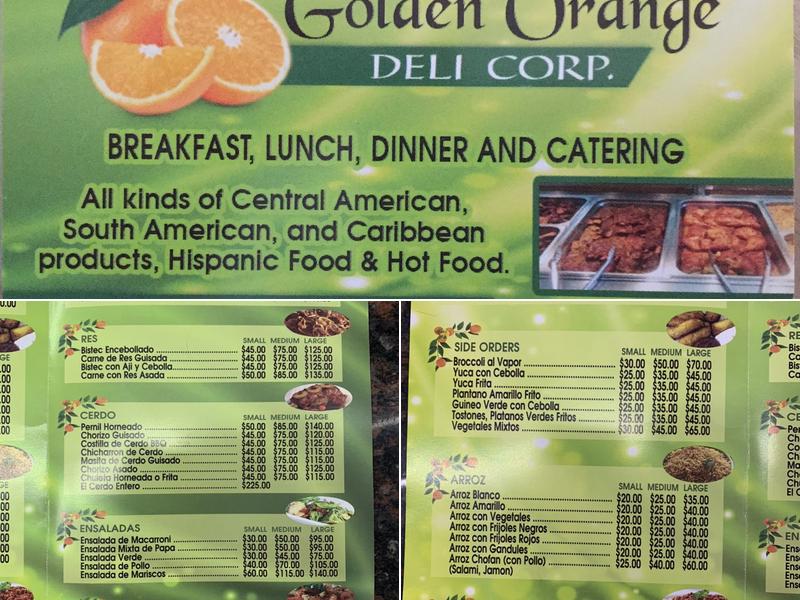 Golden Orange
DELI CORP.
BREAKFAST, LUNCH, DINNER AND CATERING
All kinds of Central American,
South American, and Caribbean
products, Hispanic Food & Hot Food.
RES SMALL MEDIUM LARGE
Bistec Encebollado $45.00 $75.00 $125.00
Carne de Res Guisada $45.00 $75.00 $125.00
Bistec con Aji y Cebolla $45.00 $75.00 $125.00
Carne con Res Asada $50.00 $85.00 $135.00
CERDO SMALL MEDIUM LARGE
Pernil Horneado $50.00 $85.00 $140.00
Chorizo Guisado $45.00 $75.00 $120.00
Costilla de Cerdo BBQ $45.00 $75.00 $125.00
Chicharron de Cerdo $45.00 $75.00 $115.00
Masita de Cerdo Guisado $45.00 $75.00 $115.00
Chorizo Asado $45.00 $75.00 $125.00
Chuleta Horneada o Frita $45.00 $75.00 $115.00
El Cerdo Entero $225.00
ENSALADAS SMALL MEDIUM LARGE
Ensalada de Macarroni $30.00 $50.00 $95.00
Ensalada Mixta de Papa $30.00 $50.00 $95.00
Ensalada Verde $30.00 $45.00 $75.00
Ensalada de Pollo $40.00 $70.00 $105.00
Ensalada de Mariscos $60.00 $115.00 $140.00
SIDE ORDERS SMALL MEDIUM LARGE
Broccoli al Vapor $30.00 $50.00 $70.00
Yuca con Cebolla $25.00 $35.00 $45.00
Yuca Frita $25.00 $35.00 $45.00
Plantano Amarillo Frito $25.00 $35.00 $45.00
Guineo Verde con Cebolla $25.00 $35.00 $45.00
Tostones, Platanos Verdes Fritos $25.00 $35.00 $45.00
Vegetales Mixtos $30.00 $45.00 $65.00
ARROZ SMALL MEDIUM LARGE
Arroz Blanco $20.00 $25.00 $35.00
Arroz Amarillo $20.00 $25.00 $40.00
Arroz con Vegetales $20.00 $25.00 $40.00
Arroz con Frijoles Negros $20.00 $25.00 $40.00
Arroz con Frijoles Rojos $20.00 $25.00 $40.00
Arroz con Gandules $20.00 $25.00 $40.00
Arroz Chofan (con Pollo) $25.00 $40.00 $60.00
(Salami, Jamon)